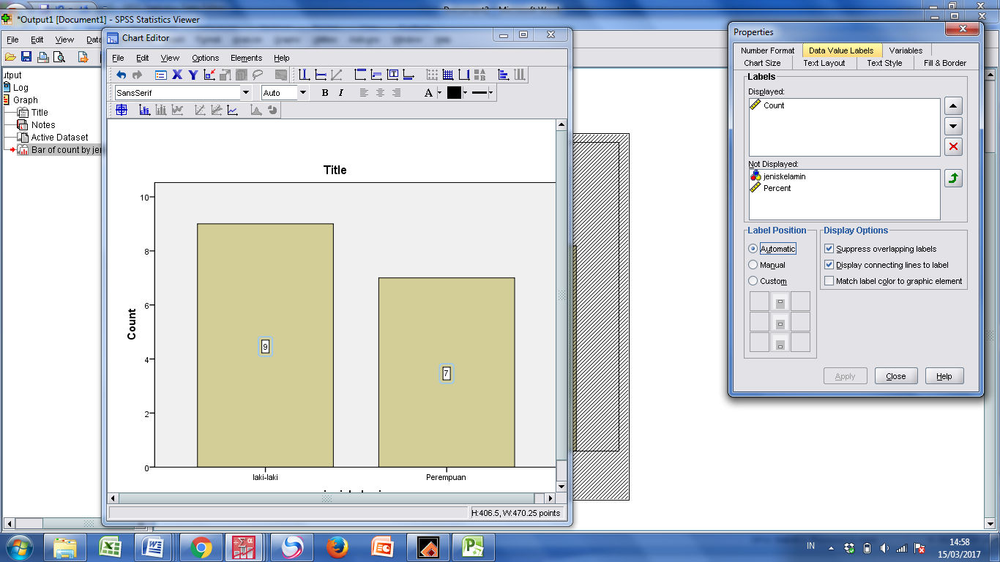 *Output1 [Document1] - SPSS Statistics Viewer
File Edit View Data
utput
Log
Graph
Title
Notes
Active Dataset
Bar of count by jen
Chart Editor
File Edit View Options Elements Help
X Y
SansSerif Auto B I A
Title
10
8
6
4
2
0
Count
9
7
laki-laki Perempuan
H:406.5, W:470.25 points
Properties
Number Format Data Value Labels Variables
Chart Size Text Layout Text Style Fill & Border
Labels
Displayed:
Count
Not Displayed:
jeniskelamin
Percent
Label Position
Automatic
Manual
Custom
Display Options
Suppress overlapping labels
Display connecting lines to label
Match label color to graphic element
Apply Close Help
IN
14:58
15/03/2017